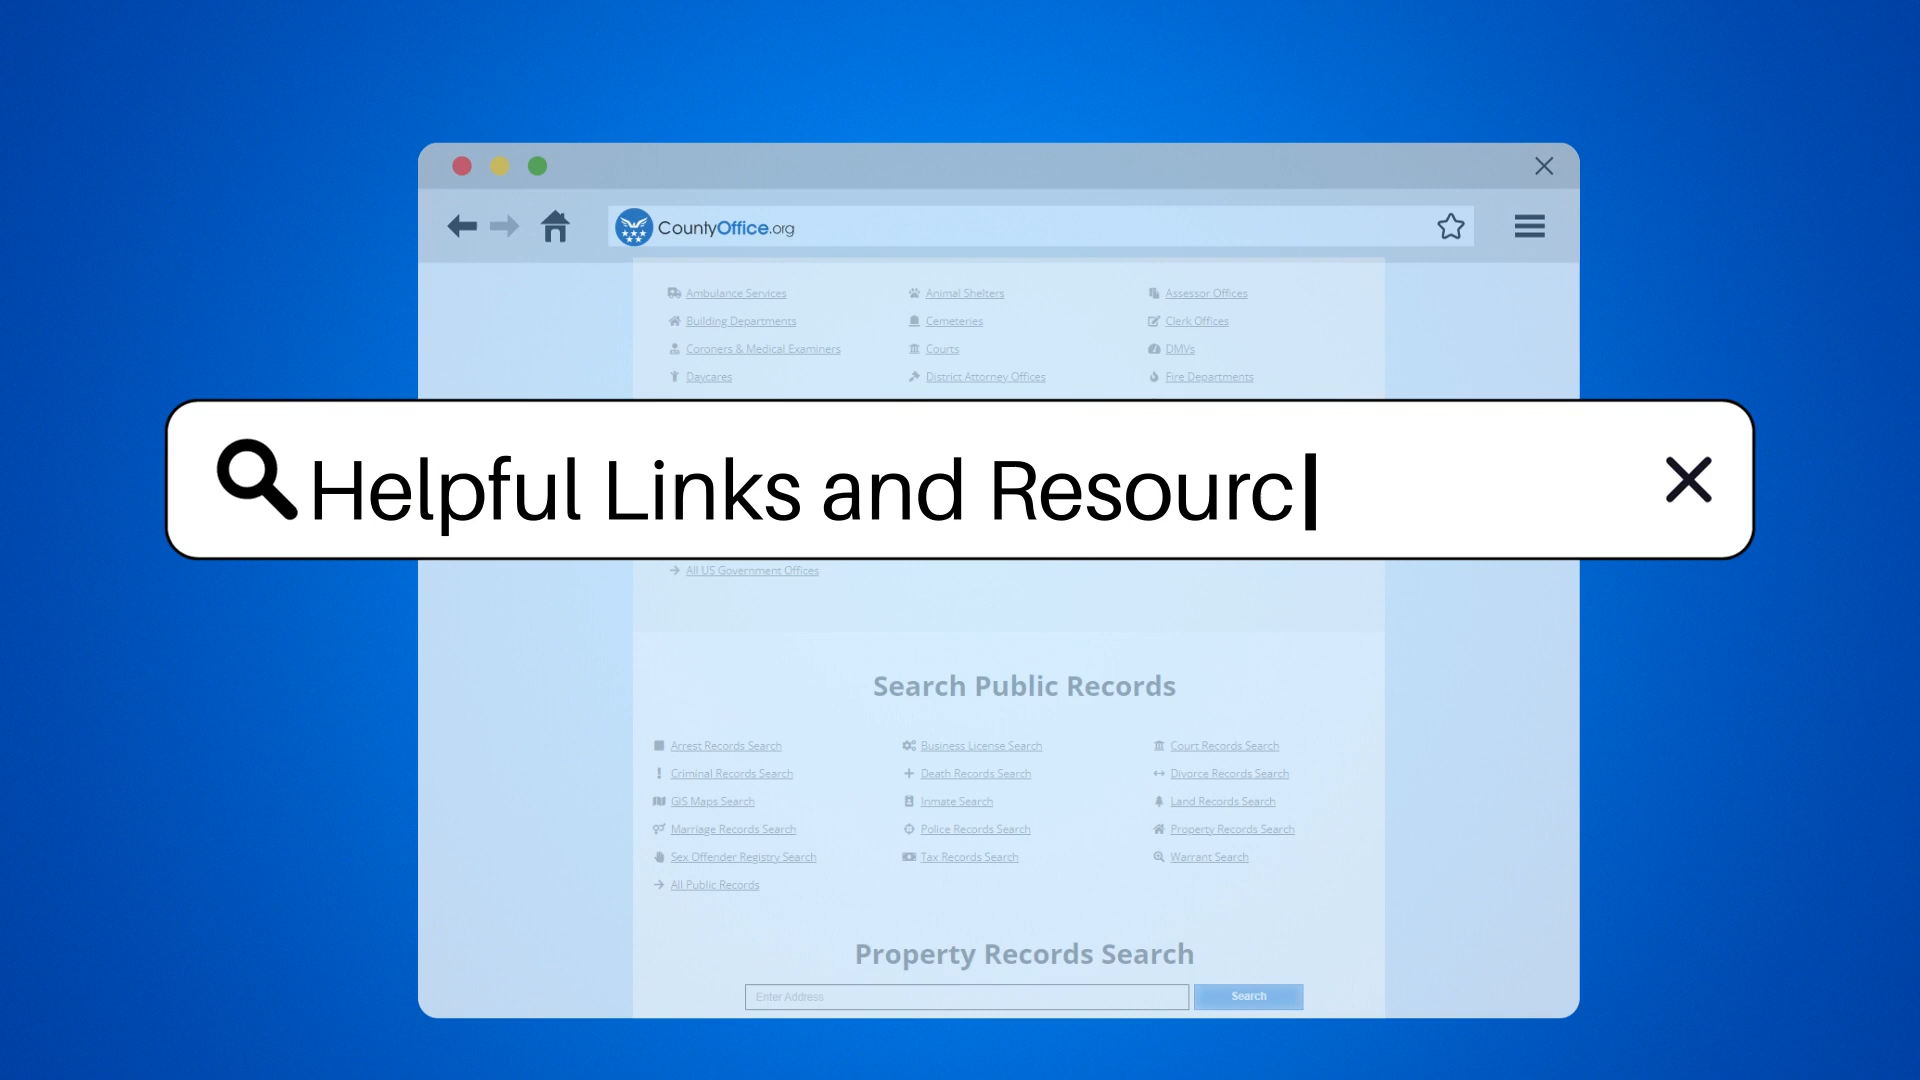 CountyOffice.org
Ambulance Services Animal Shelters Assessor Offices
Building Departments Cemeteries Clerk Offices
Coroners & Medical Examiners Courts DMVs
Daycares District Attorney Offices Fire Departments
Helpful Links and Resourc
All US Government Offices
Search Public Records
Arrest Records Search Business License Search Court Records Search
Criminal Records Search Death Records Search Divorce Records Search
GIS Maps Search Inmate Search Land Records Search
Marriage Records Search Police Records Search Property Records Search
Sex Offender Registry Search Tax Records Search Warrant Search
All Public Records
Property Records Search
Enter Address Search